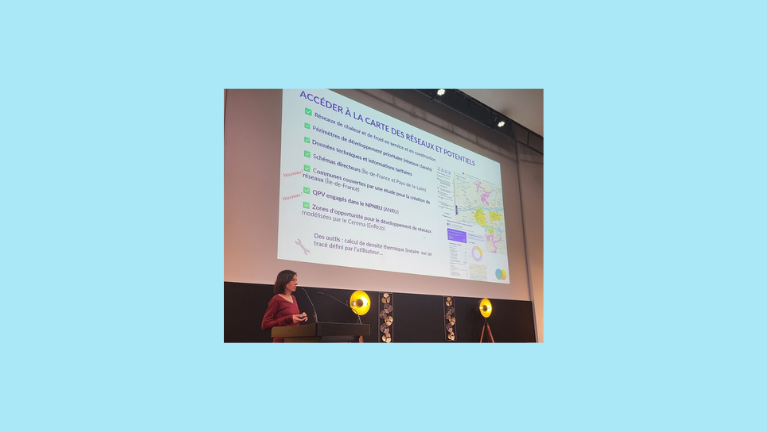 ACCÉDER À LA CARTE DES RÉSEAUX ET POTENTIELS
Réseaux de chaleur et de froid en service et en construction
Périmètres de développement prioritaire (réseaux classés)
Données techniques et informations tarifaires
Schémas directeurs (Île-de-France et Pays-de-la-Loire)
Communes couvertes par une étude pour la création de
réseaux (Île-de-France)
QPV engagés dans le NPNRU (ANRU)
Zones d'opportunité pour le développement de réseaux
modélisées par le Cerema (EnRezo)
Des outils : calcul de densité thermique linéaire sur un
tracé défini par l'utilisateur...